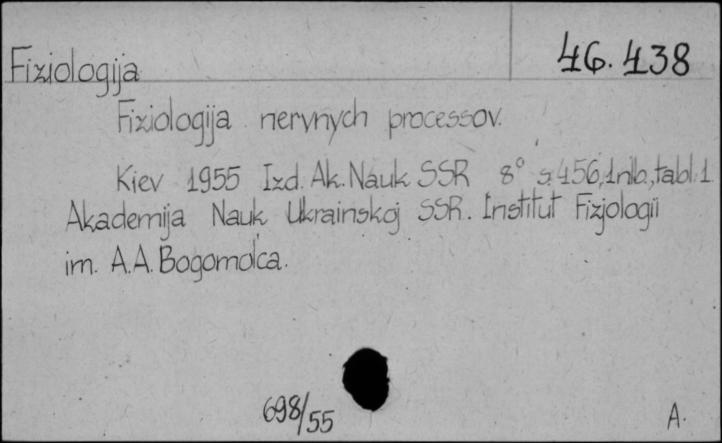 46.438
Fiziologija
Fiziologija nervnych processov.
Kiev 1955 Izd. Ak. Nauk SSR 8° s. 456, 1 nlb., tabl. 1
Akademija Nauk Ukrainskoj SSR. Institut Fizjologii
im. A.A. Bogomolca.
698/55
A.